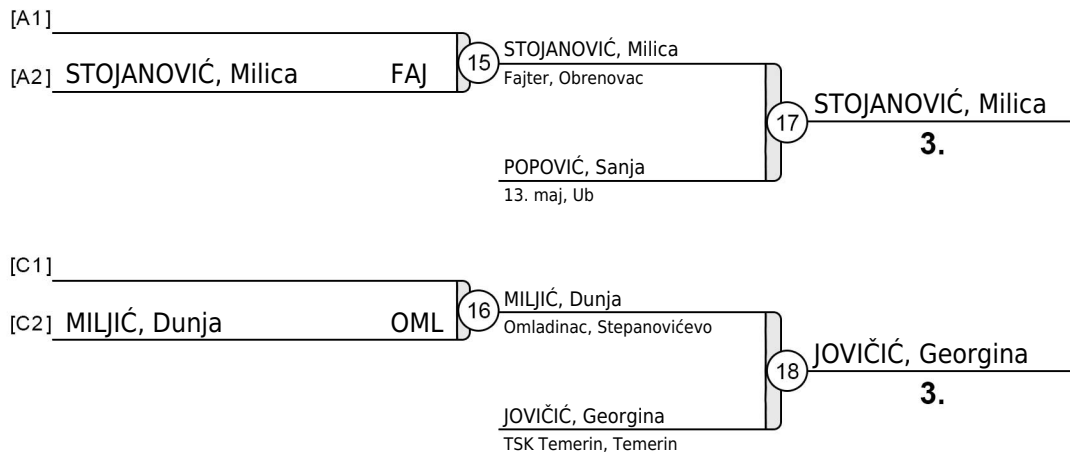 [A1]
[A2] STOJANOVIĆ, Milica FAJ
15
STOJANOVIĆ, Milica
Fajter, Obrenovac
17
STOJANOVIĆ, Milica
3.
POPOVIĆ, Sanja
13. maj, Ub
[C1]
[C2] MILJIĆ, Dunja OML
16
MILJIĆ, Dunja
Omladinac, Stepanovićevo
18
JOVIČIĆ, Georgina
3.
JOVIČIĆ, Georgina
TSK Temerin, Temerin